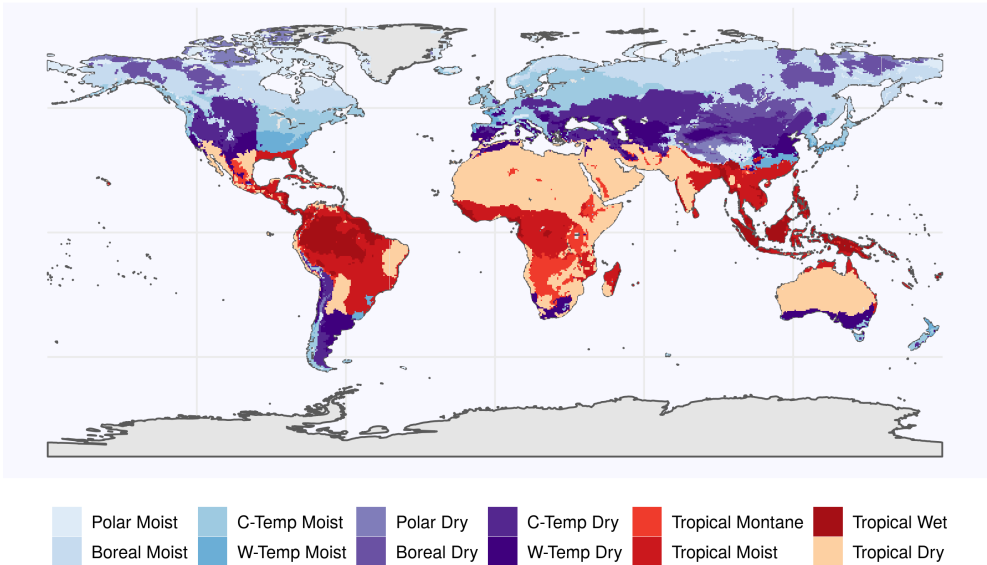 Polar Moist C-Temp Moist Polar Dry C-Temp Dry Tropical Montane Tropical Wet
Boreal Moist W-Temp Moist Boreal Dry W-Temp Dry Tropical Moist Tropical Dry